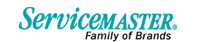 SERVICEMASTER®
Family of Brands